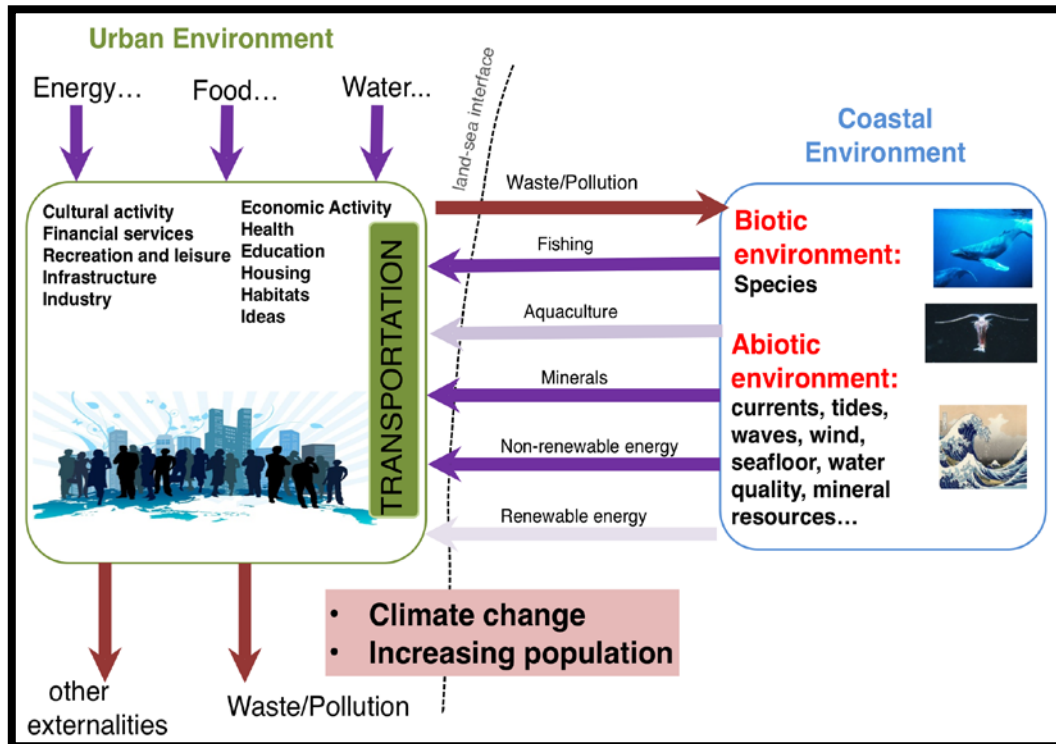 Urban Environment
Energy…
Food…
Water...
land-sea interface
Cultural activity
Financial services
Recreation and leisure
Infrastructure
Industry
Economic Activity
Health
Education
Housing
Habitats
Ideas
TRANSPORTATION
Waste/Pollution
Fishing
Aquaculture
Minerals
Non-renewable energy
Renewable energy
Coastal
Environment
Biotic
environment:
Species
Abiotic
environment:
currents, tides,
waves, wind,
seafloor, water
quality, mineral
resources…
• Climate change
• Increasing population
other
externalities
Waste/Pollution